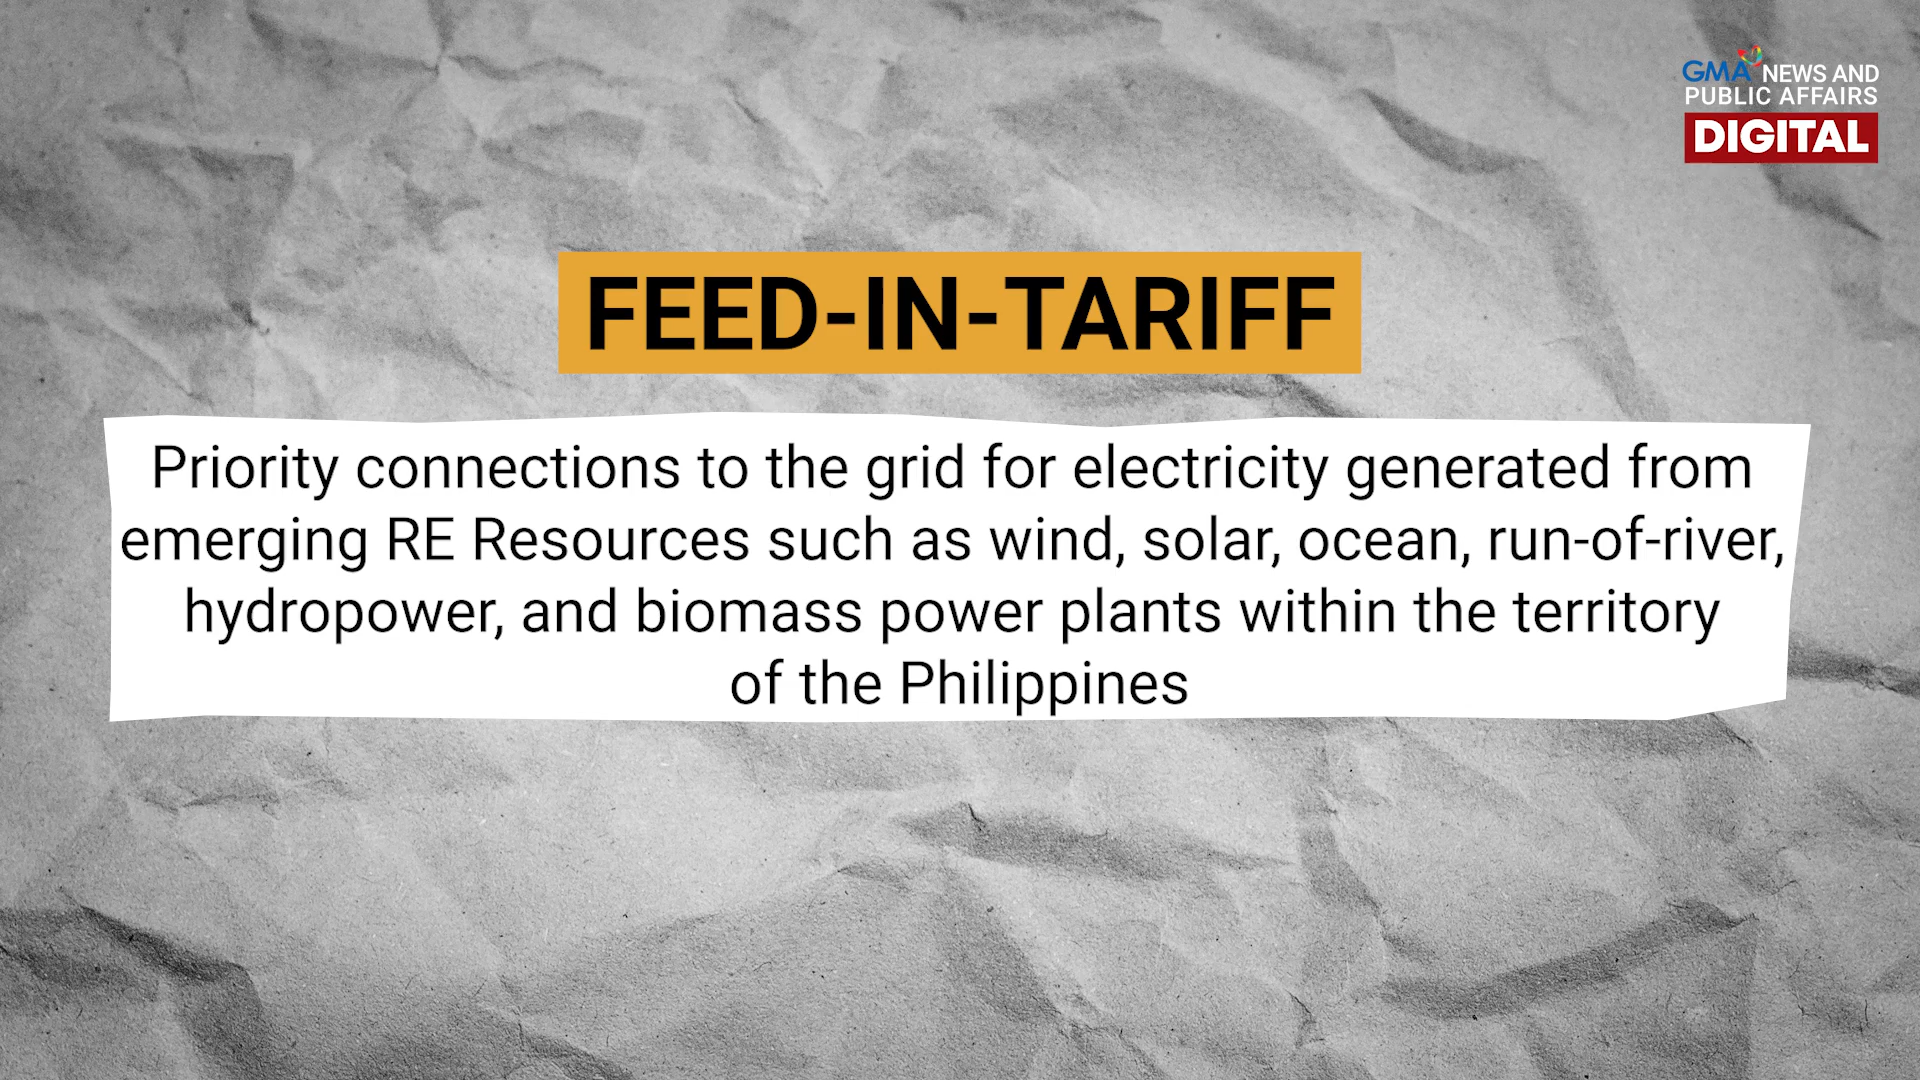 GMA NEWS AND
PUBLIC AFFAIRS
DIGITAL
FEED-IN-TARIFF
Priority connections to the grid for electricity generated from
emerging RE Resources such as wind, solar, ocean, run-of-river,
hydropower, and biomass power plants within the territory
of the Philippines